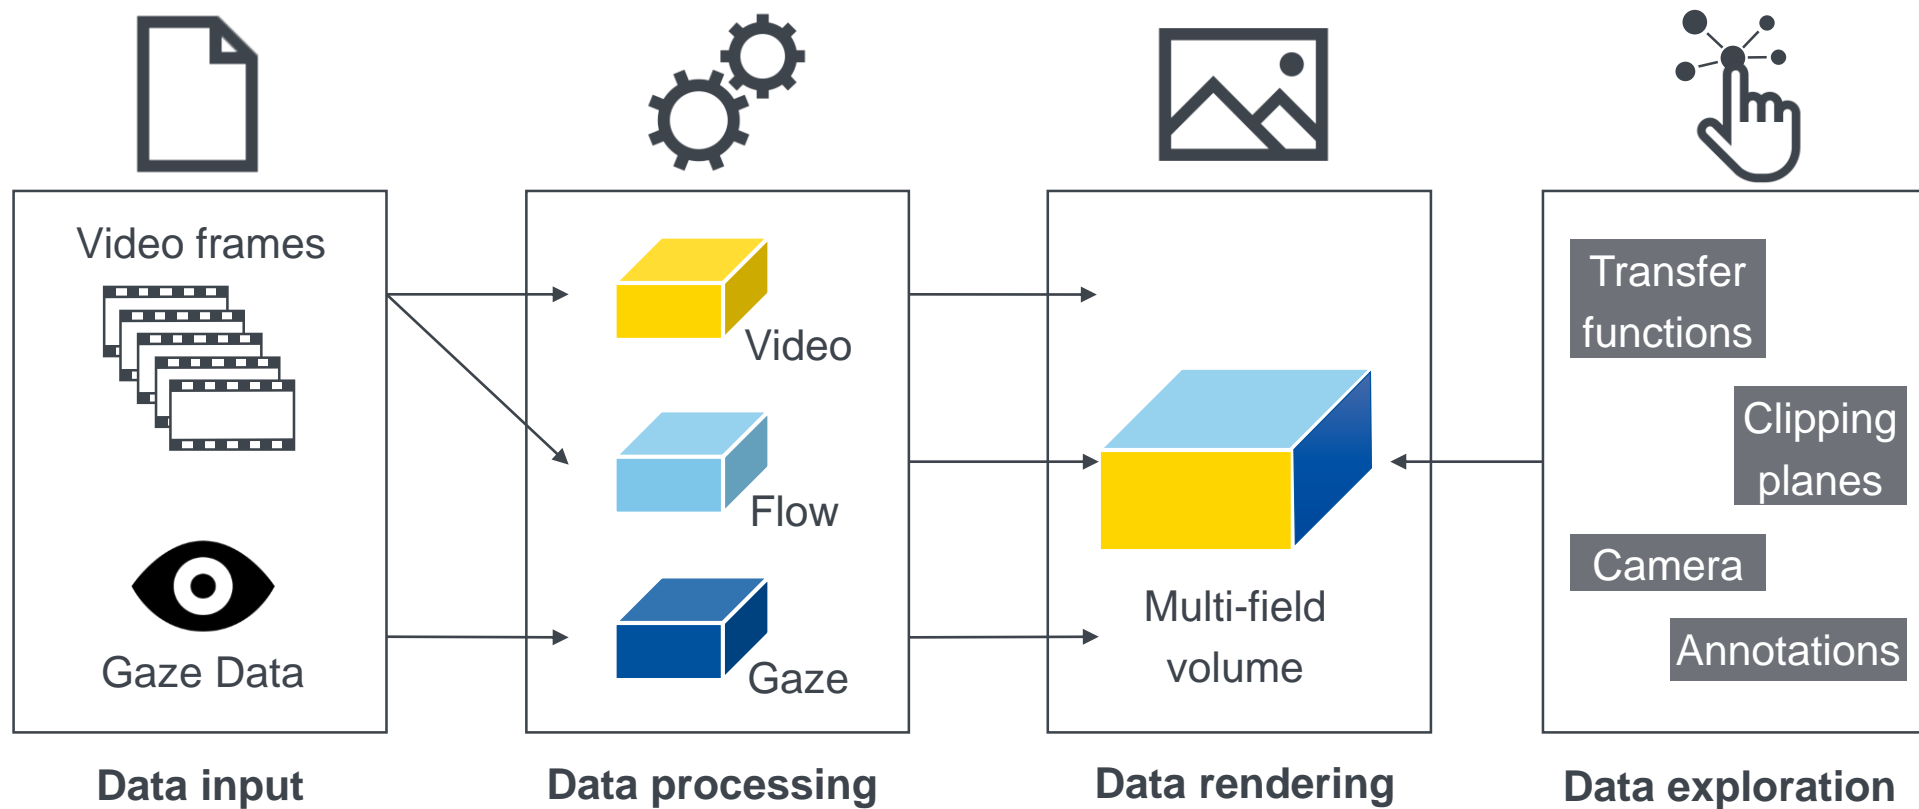 Video frames
Gaze Data
Data input
Video
Flow
Gaze
Data processing
Multi-field
volume
Data rendering
Transfer
functions
Clipping
planes
Camera
Annotations
Data exploration